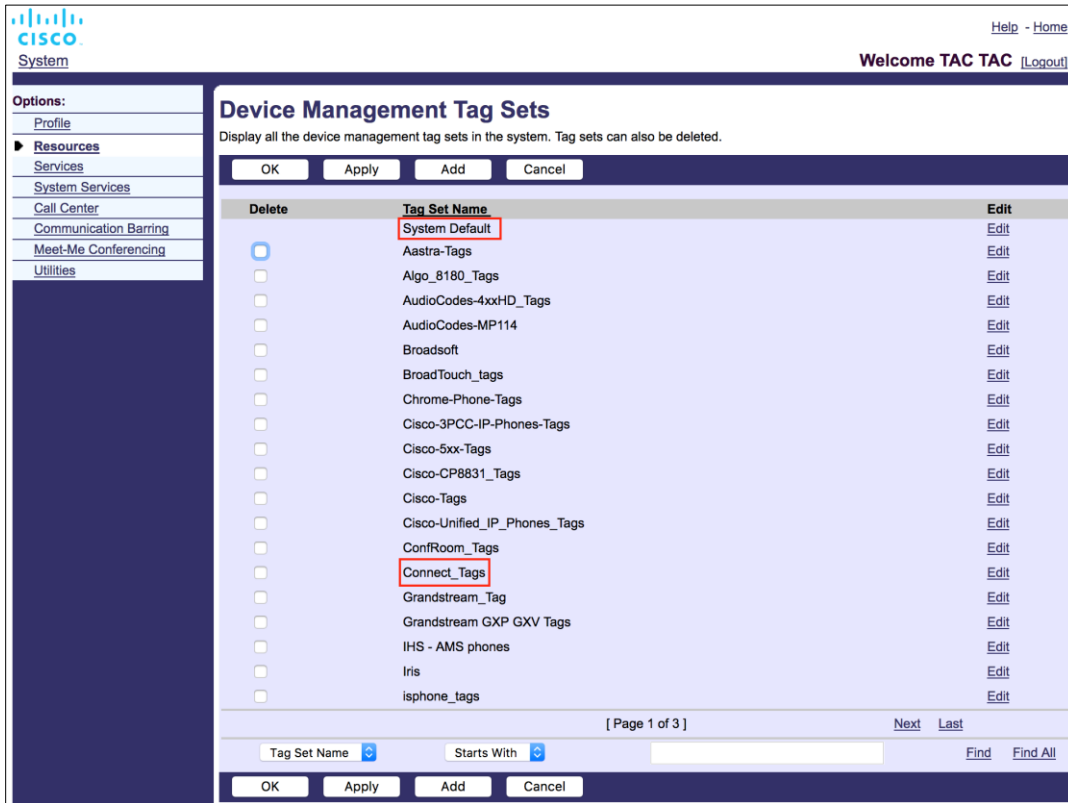 CISCO
Help - Home
System
Welcome TAC TAC [Logout]
Options:
Profile
Resources
Services
System Services
Call Center
Communication Barring
Meet-Me Conferencing
Utilities
Device Management Tag Sets
Display all the device management tag sets in the system. Tag sets can also be deleted.
OK Apply Add Cancel
Delete Tag Set Name Edit
System Default Edit
Aastra-Tags Edit
Algo_8180_Tags Edit
AudioCodes-4xxHD_Tags Edit
AudioCodes-MP114 Edit
Broadsoft Edit
BroadTouch_tags Edit
Chrome-Phone-Tags Edit
Cisco-3PCC-IP-Phones-Tags Edit
Cisco-5xx-Tags Edit
Cisco-CP8831_Tags Edit
Cisco-Tags Edit
Cisco-Unified_IP_Phones_Tags Edit
ConfRoom_Tags Edit
Connect_Tags Edit
Grandstream_Tag Edit
Grandstream GXP GXV Tags Edit
IHS - AMS phones Edit
Iris Edit
isphone_tags Edit
[ Page 1 of 3 ] Next Last
Tag Set Name Starts With Find Find All
OK Apply Add Cancel